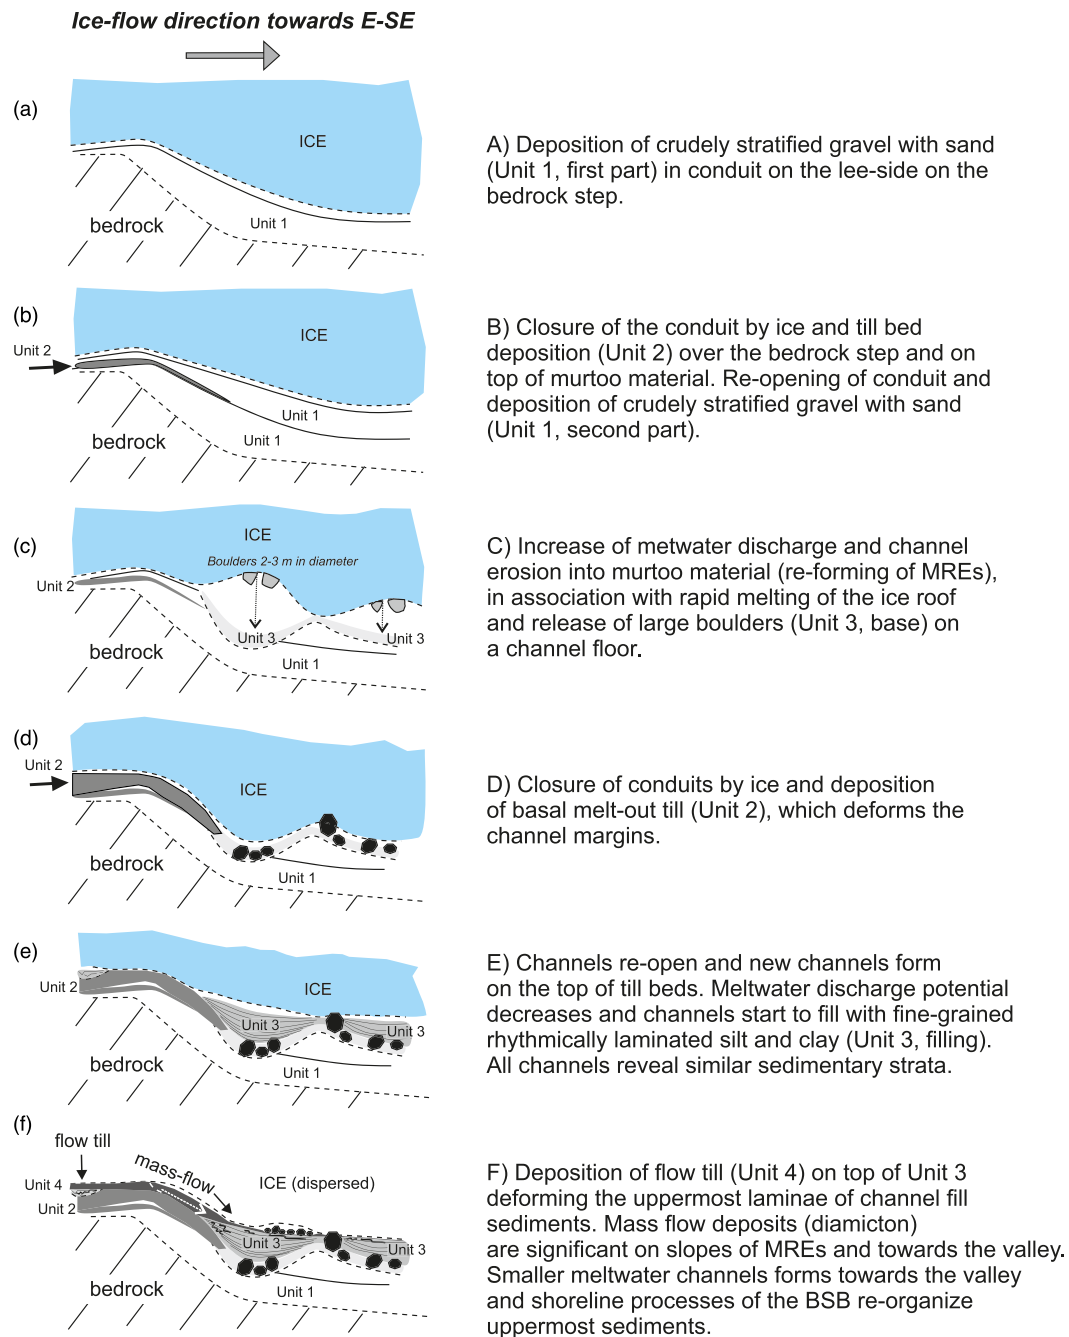 Ice-flow direction towards E-SE
(a)
ICE
bedrock
Unit 1
A) Deposition of crudely stratified gravel with sand
(Unit 1, first part) in conduit on the lee-side on the
bedrock step.
(b)
Unit 2
ICE
Unit 1
Unit 1
bedrock
B) Closure of the conduit by ice and till bed
deposition (Unit 2) over the bedrock step and on
top of murtoo material. Re-opening of conduit and
deposition of crudely stratified gravel with sand
(Unit 1, second part).
(c)
ICE
Boulders 2-3 m in diameter
Unit 2
Unit 3
Unit 3
bedrock
Unit 1
C) Increase of metwater discharge and channel
erosion into murtoo material (re-forming of MREs),
in association with rapid melting of the ice roof
and release of large boulders (Unit 3, base) on
a channel floor.
(d)
Unit 2
ICE
bedrock
Unit 1
D) Closure of conduits by ice and deposition
of basal melt-out till (Unit 2), which deforms the
channel margins.
(e)
Unit 2
ICE
Unit 3
Unit 3
bedrock
E) Channels re-open and new channels form
on the top of till beds. Meltwater discharge potential
decreases and channels start to fill with fine-grained
rhythmically laminated silt and clay (Unit 3, filling).
All channels reveal similar sedimentary strata.
Unit 1
(f)
flow till
mass-flow
ICE (dispersed)
Unit 4
Unit 2
Unit 3
Unit 3
bedrock
Unit 1
F) Deposition of flow till (Unit 4) on top of Unit 3
deforming the uppermost laminae of channel fill
sediments. Mass flow deposits (diamicton)
are significant on slopes of MREs and towards the valley.
Smaller meltwater channels forms towards the valley
and shoreline processes of the BSB re-organize
uppermost sediments.